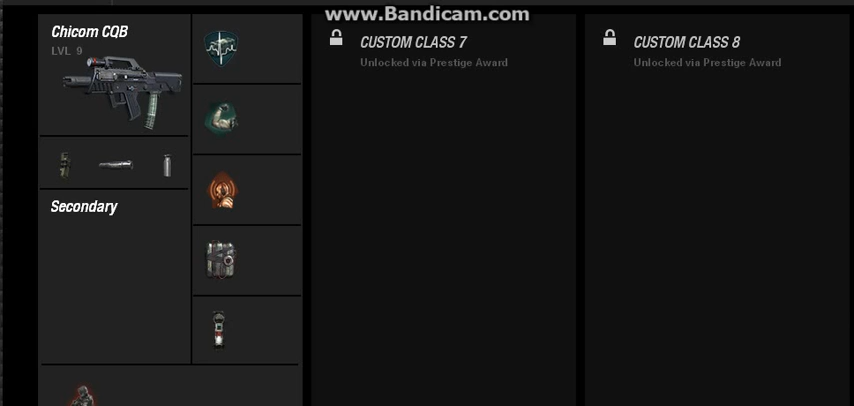 www.Bandicam.com
Chicom CQB
LVL 9
Secondary
CUSTOM CLASS 7
Unlocked via Prestige Award
CUSTOM CLASS 8
Unlocked via Prestige Award